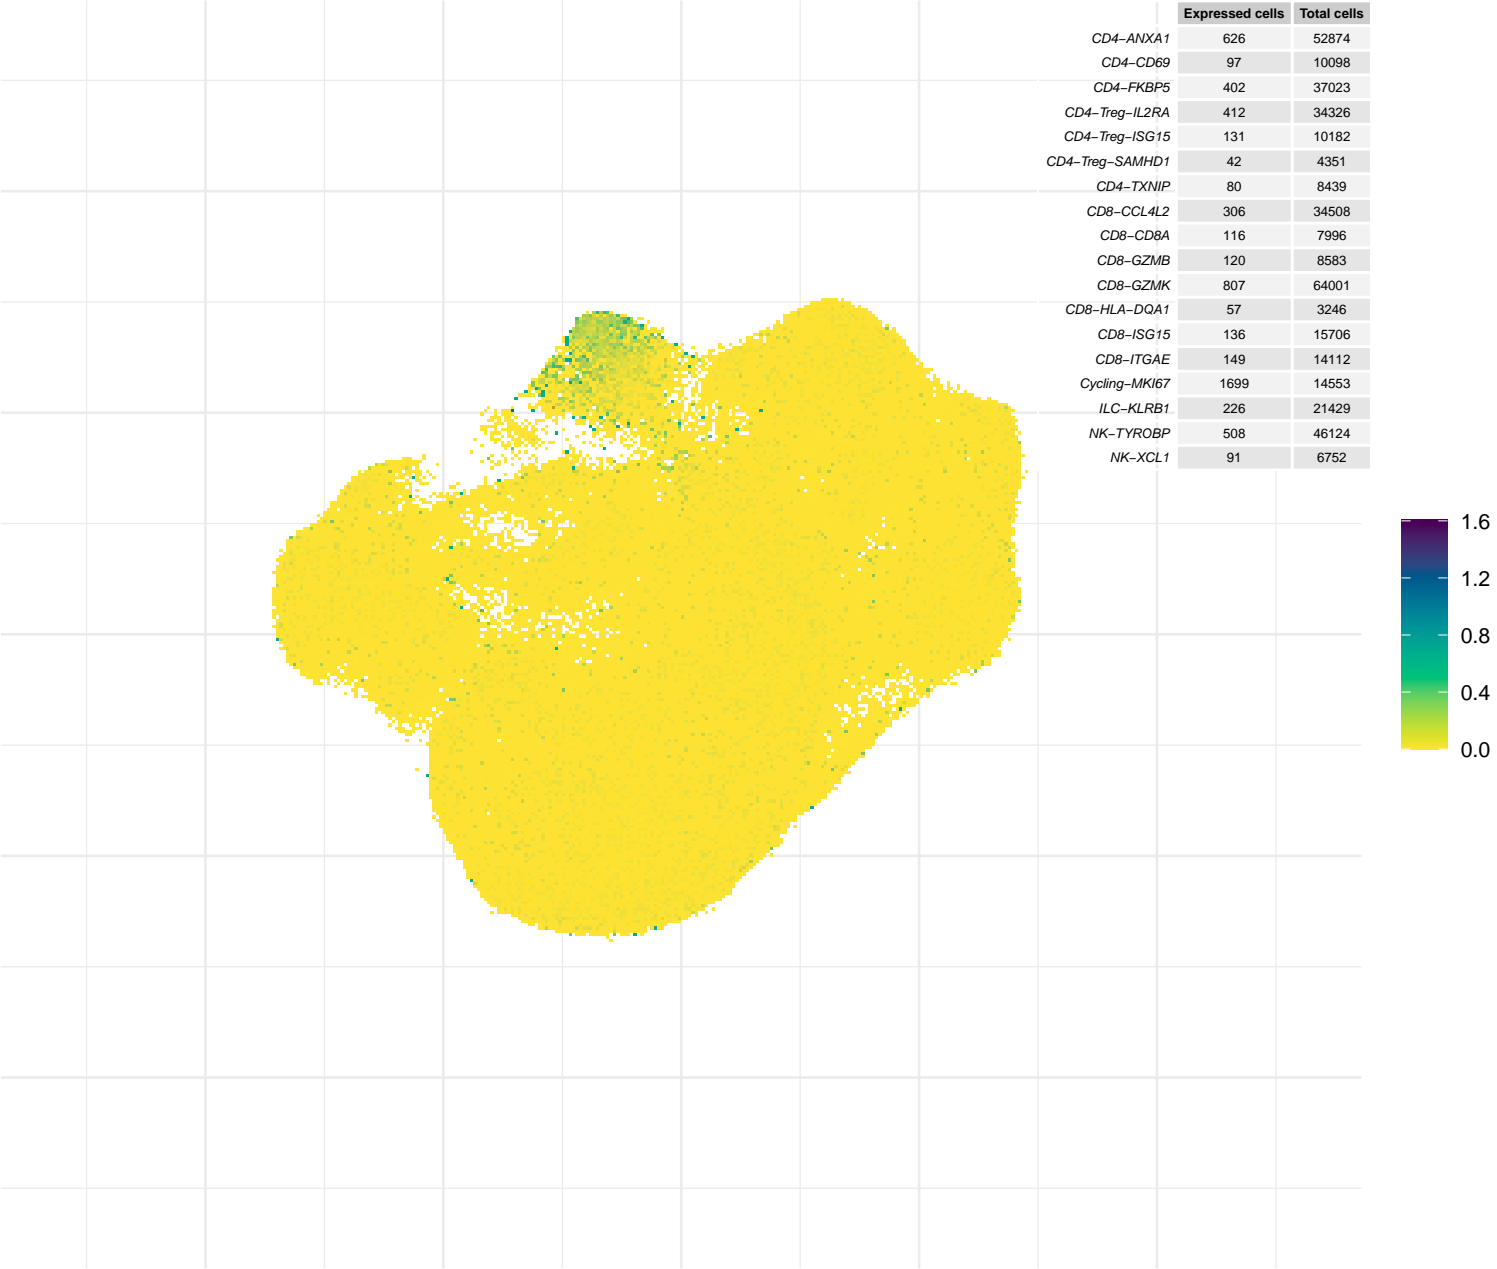 Expressed cells Total cells
CD4−ANXA1 626 52874
CD4−CD69 97 10098
CD4−FKBP5 402 37023
CD4−Treg−IL2RA 412 34326
CD4−Treg−ISG15 131 10182
CD4−Treg−SAMHD1 42 4351
CD4−TXNIP 80 8439
CD8−CCL4L2 306 34508
CD8−CD8A 116 7996
CD8−GZMB 120 8583
CD8−GZMK 807 64001
CD8−HLA−DQA1 57 3246
CD8−ISG15 136 15706
CD8−ITGAE 149 14112
Cycling−MKI67 1699 14553
ILC−KLRB1 226 21429
NK−TYROBP 508 46124
NK−XCL1 91 6752
1.6
1.2
0.8
0.4
0.0